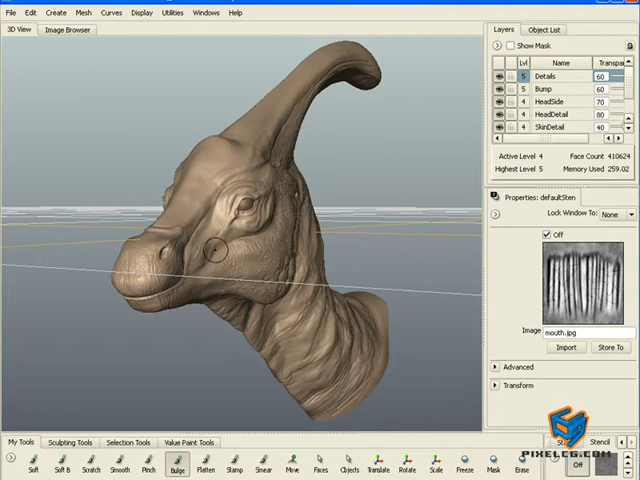 File Edit Create Mesh Curves Display Utilities Windows Help
3D View Image Browser
Layers Object List
Show Mask
Lvl Name
5 Details 60
5 Bump 60
4 HeadSide 70
4 HeadDetail 80
4 SkinDetail 40
Active Level 4 Face Count 410624
Highest Level 5 Memory Used 259.02
Properties: defaultSten
Lock Window To: None
Off
Image mouth.jpg
Import Store To
Advanced
Transform
PIXELCG.COM
My Tools Sculpting Tools Selection Tools Value Paint Tools Stencil
Soft Soft B Scratch Smooth Pinch Bulge Flatten Stamp Smear Move Faces Objects Translate Rotate Scale Freeze Mask Erase Off